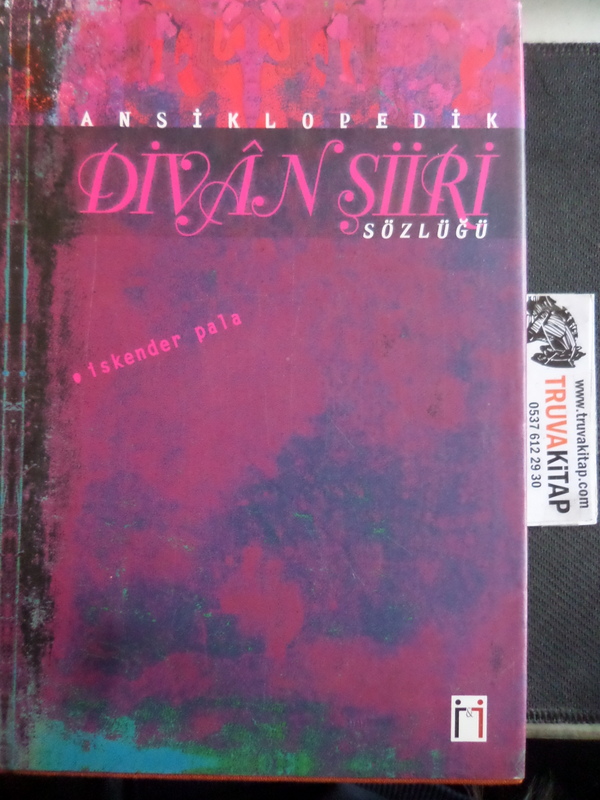 ANSİKLOPEDİK
DİVÂN ŞİİRİ
SÖZLÜĞÜ
iskender pala
www.truvakitap.com
TRUVAKİTAP
0537 612 29 30